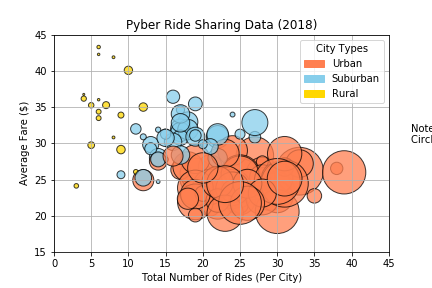 Pyber Ride Sharing Data (2018)
45
40
35
30
25
20
15
Average Fare ($)
City Types
Urban
Suburban
Rural
Note
Circl
0 5 10 15 20 25 30 35 40 45
Total Number of Rides (Per City)